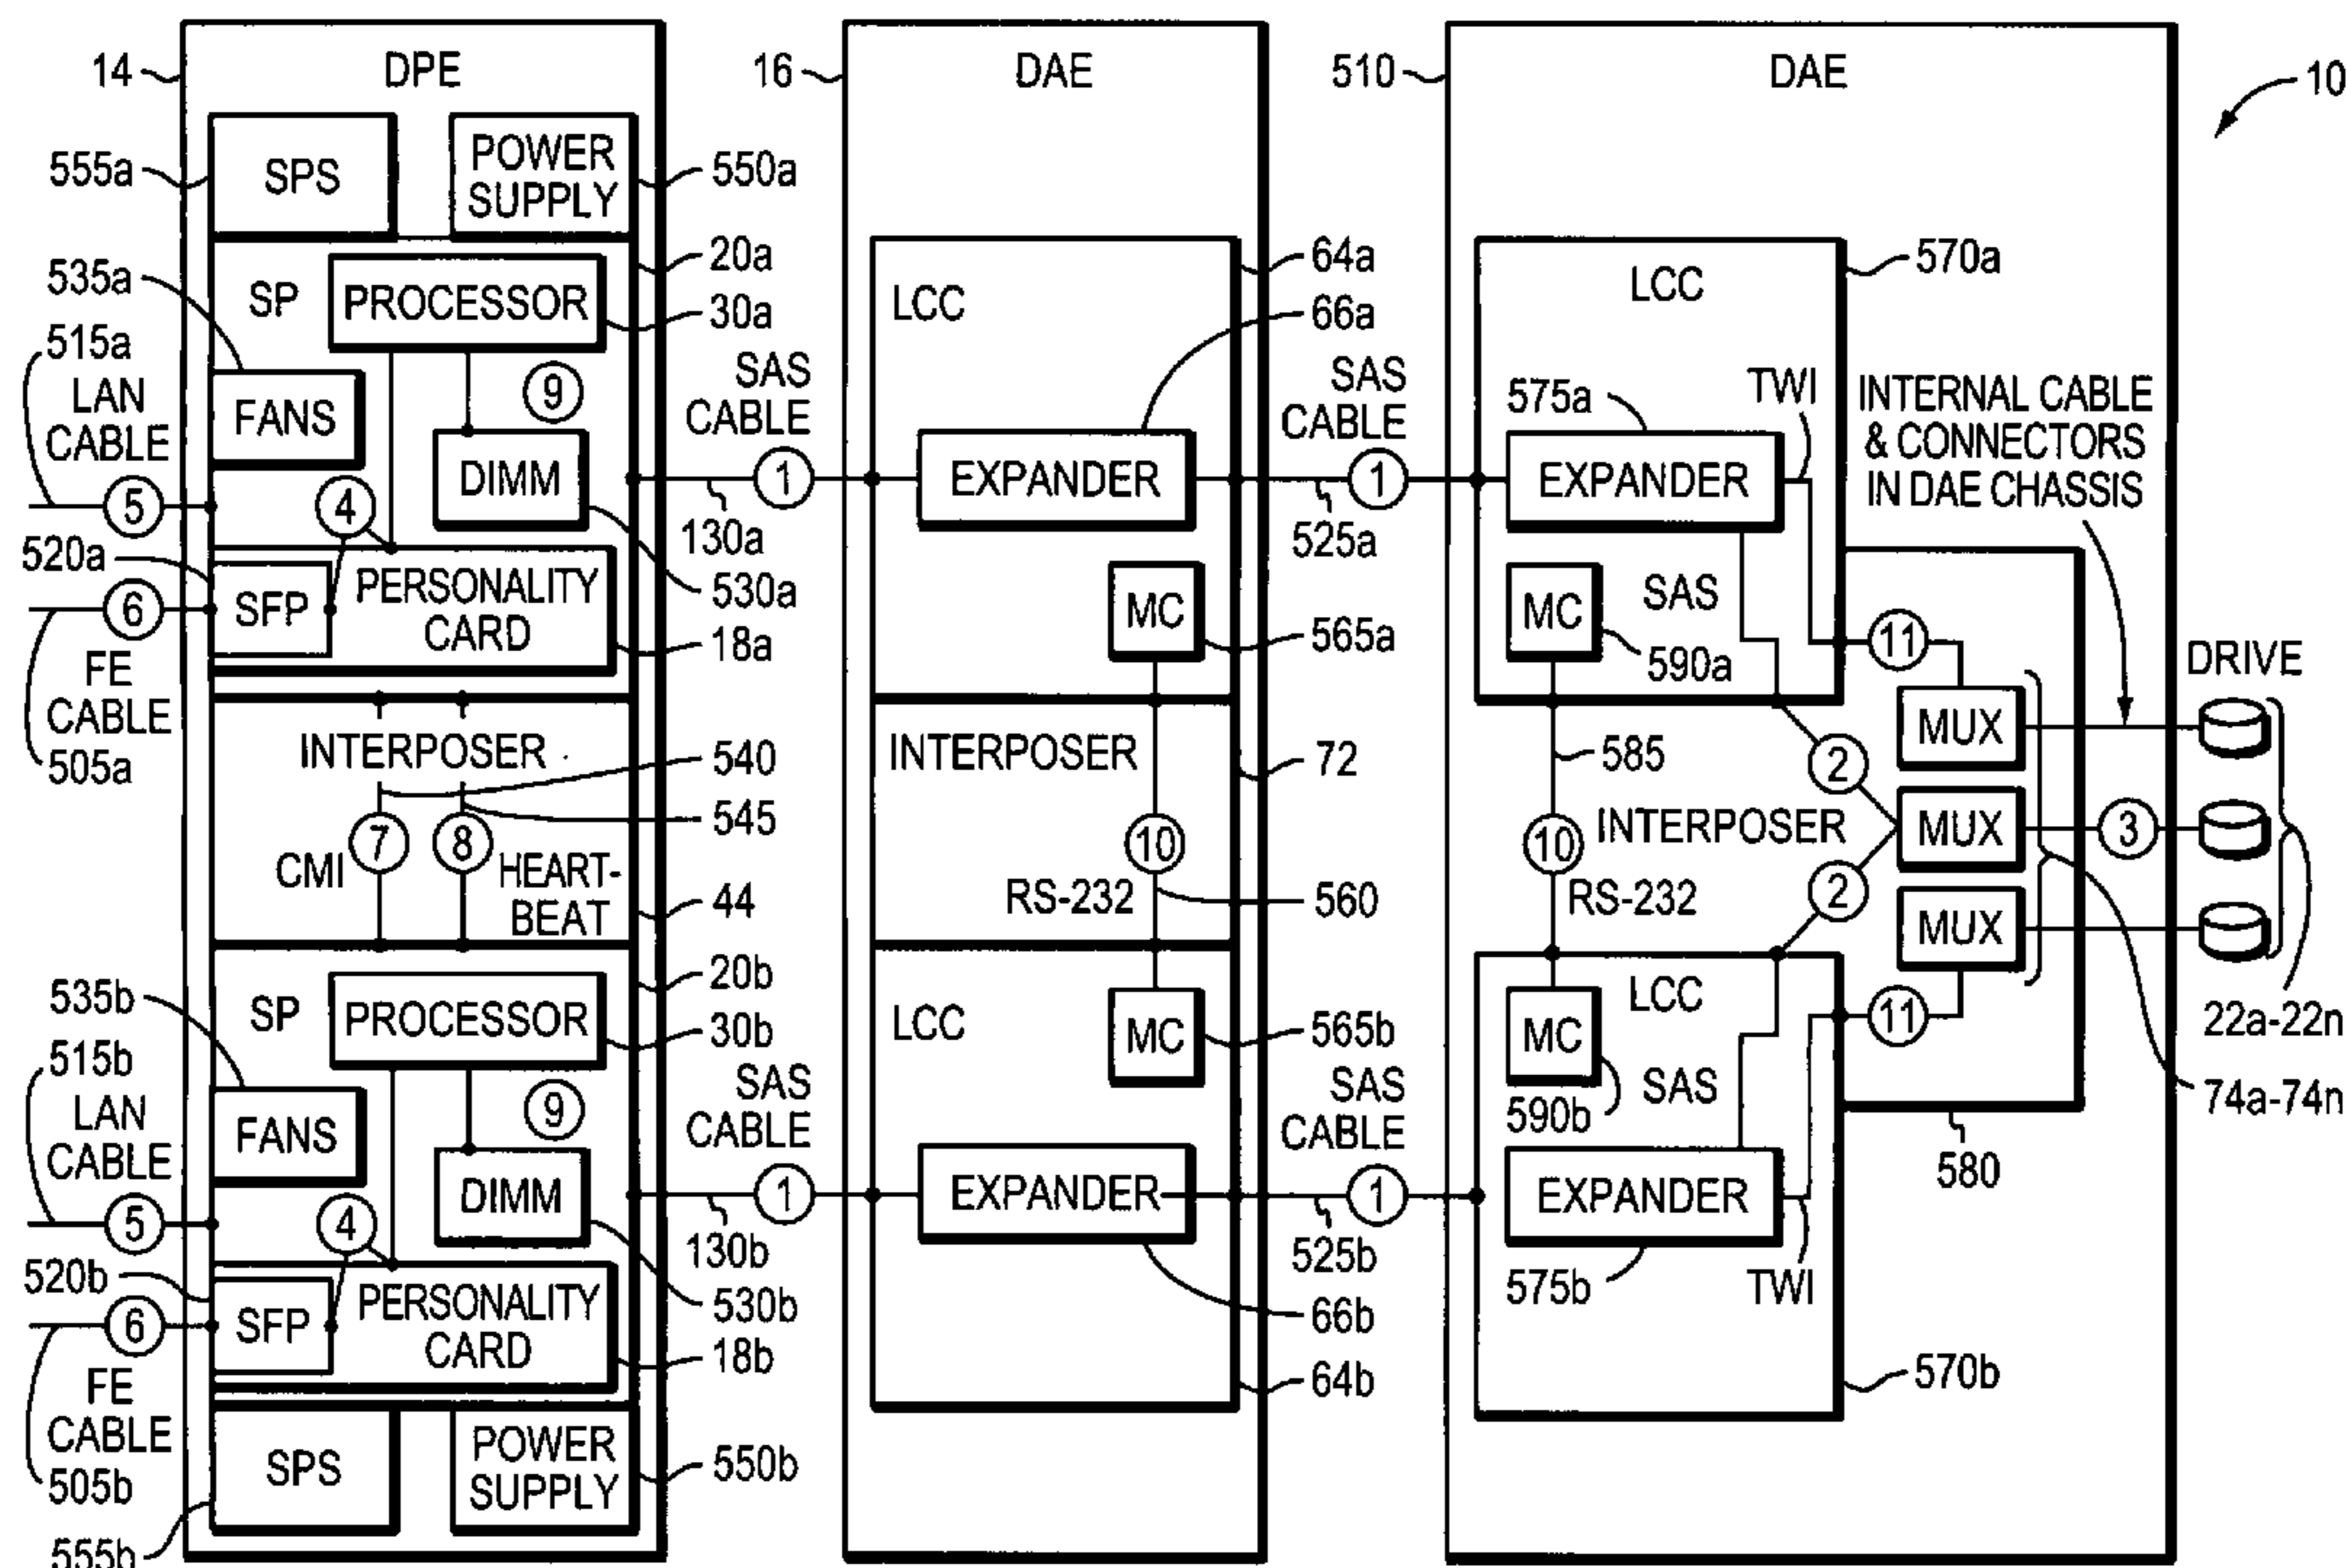 14
DPE
555a
SPS
POWER
SUPPLY
550a
20a
535a
SP
PROCESSOR
30a
515a
LAN
CABLE
FANS
9
DIMM
5
4
520a
6
SFP
PERSONALITY
CARD
530a
18a
FE
CABLE
505a
INTERPOSER
540
545
7
8
CMI
HEART-
BEAT
44
20b
535b
SP
PROCESSOR
30b
515b
LAN
CABLE
FANS
9
DIMM
5
4
520b
6
SFP
PERSONALITY
CARD
530b
18b
FE
CABLE
505b
SPS
POWER
SUPPLY
550b
555b
SAS
CABLE
1
130a
SAS
CABLE
1
130b
16
DAE
64a
LCC
66a
EXPANDER
MC
565a
INTERPOSER
72
10
RS-232
560
LCC
MC
565b
EXPANDER
66b
64b
SAS
CABLE
1
525a
SAS
CABLE
1
525b
510
DAE
10
570a
LCC
575a
TWI
EXPANDER
INTERNAL CABLE
& CONNECTORS
IN DAE CHASSIS
MC
SAS
590a
11
DRIVE
MUX
585
2
10
INTERPOSER
MUX
3
RS-232
2
MUX
LCC
11
MC
SAS
590b
22a-22n
74a-74n
580
EXPANDER
575b
TWI
570b